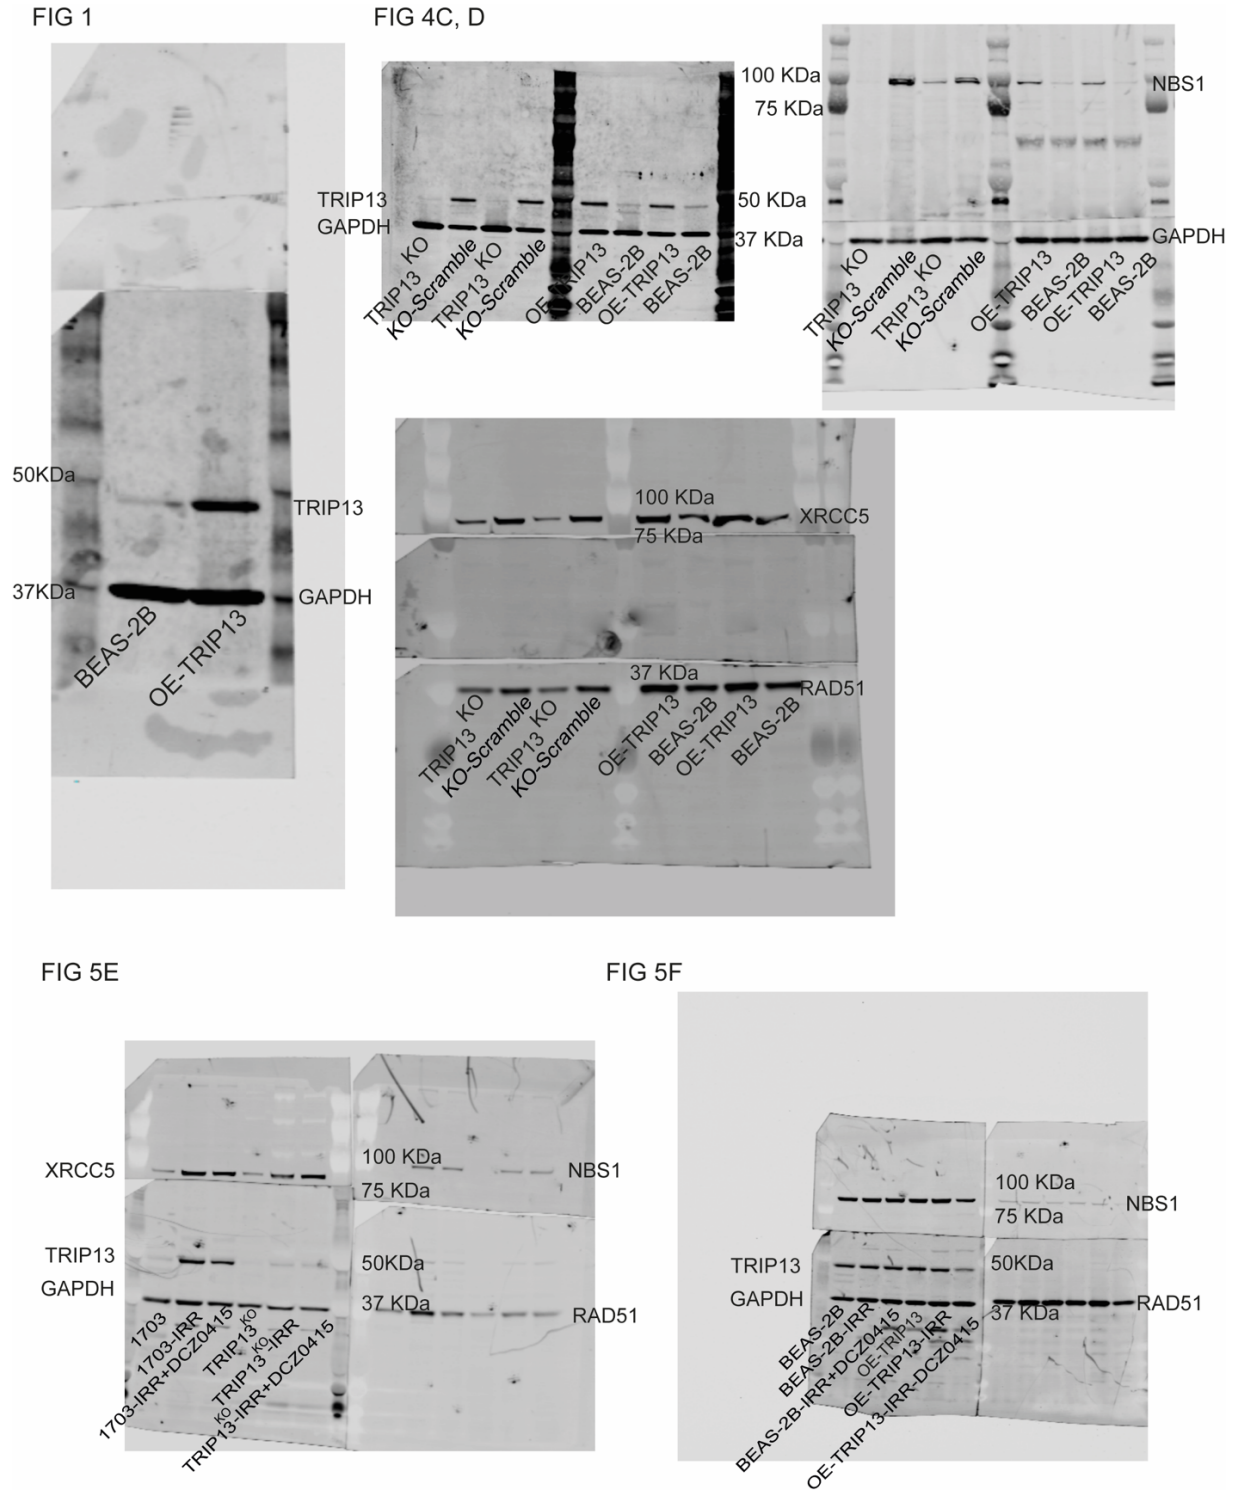 FIG 1
FIG 4C, D
50KDa
37KDa
TRIP13
GAPDH
BEAS-2B
OE-TRIP13
TRIP13
GAPDH
100 KDa
75 KDa
50 KDa
37 KDa
TRIP13 KO
KO-Scramble
TRIP13 KO
KO-Scramble
OE-TRIP13
BEAS-2B
OE-TRIP13
BEAS-2B
NBS1
GAPDH
TRIP13 KO
KO-Scramble
TRIP13 KO
KO-Scramble
OE-TRIP13
BEAS-2B
OE-TRIP13
BEAS-2B
100 KDa
XRCC5
75 KDa
37 KDa
RAD51
TRIP13 KO
KO-Scramble
TRIP13 KO
KO-Scramble
OE-TRIP13
BEAS-2B
OE-TRIP13
BEAS-2B
FIG 5E
XRCC5
TRIP13
GAPDH
100 KDa
75 KDa
50KDa
37 KDa
NBS1
RAD51
1703
1703-IRR
1703-IRR+DCZ0415
TRIP13 KO
TRIP13 KO-IRR
TRIP13 KO-IRR+DCZ0415
FIG 5F
100 KDa
75 KDa
NBS1
TRIP13
GAPDH
50KDa
37 KDa
RAD51
BEAS-2B
BEAS-2B-IRR
BEAS-2B-IRR+DCZ0415
OE-TRIP13
OE-TRIP13-IRR
OE-TRIP13-IRR-DCZ0415